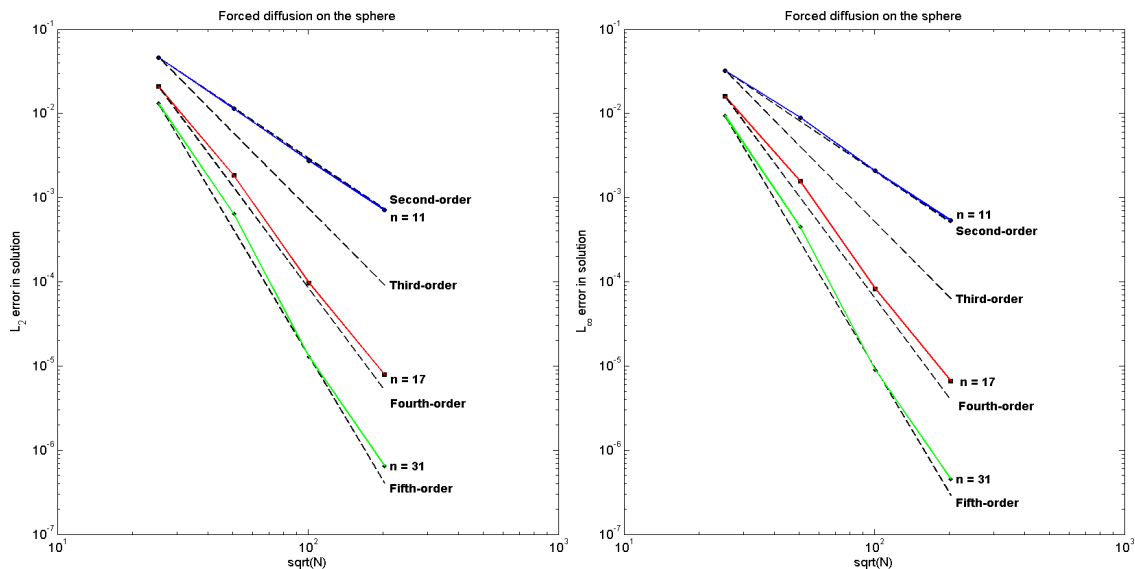 Forced diffusion on the sphere
10^-1
10^-2
10^-3
10^-4
10^-5
10^-6
10^-7
L_2 error in solution
Second-order
n = 11
Third-order
n = 17
Fourth-order
n = 31
Fifth-order
10^1
10^2
10^3
sqrt(N)
Forced diffusion on the sphere
10^-1
10^-2
10^-3
10^-4
10^-5
10^-6
10^-7
L_∞ error in solution
n = 11
Second-order
Third-order
n = 17
Fourth-order
n = 31
Fifth-order
10^1
10^2
10^3
sqrt(N)